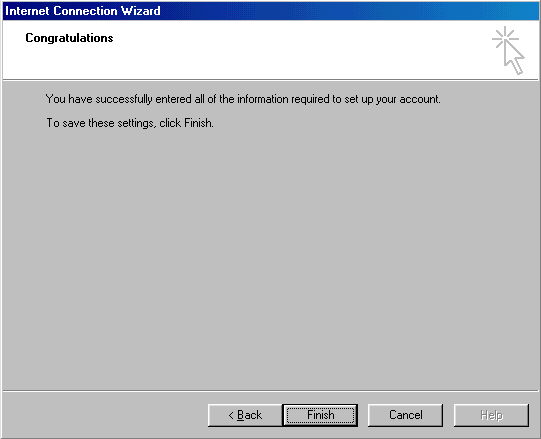 Internet Connection Wizard
Congratulations
You have successfully entered all of the information required to set up your account.
To save these settings, click Finish.
< Back Finish Cancel Help